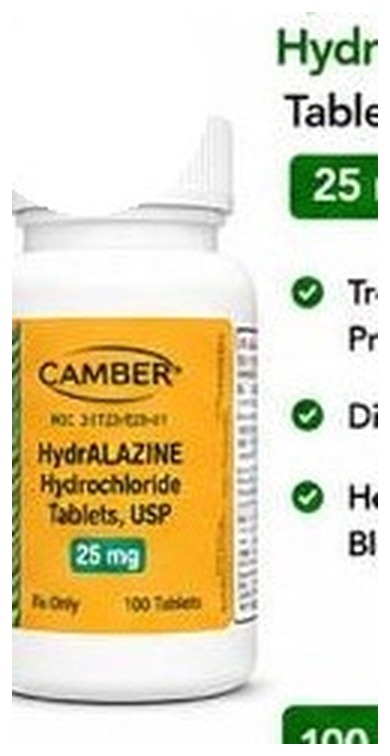 Hydr
Table
25
Tr
Pr
Di
He
Bl
100
CAMBER
HydrALAZINE
Hydrochloride
Tablets, USP
25 mg
Rx Only 100 Tablets